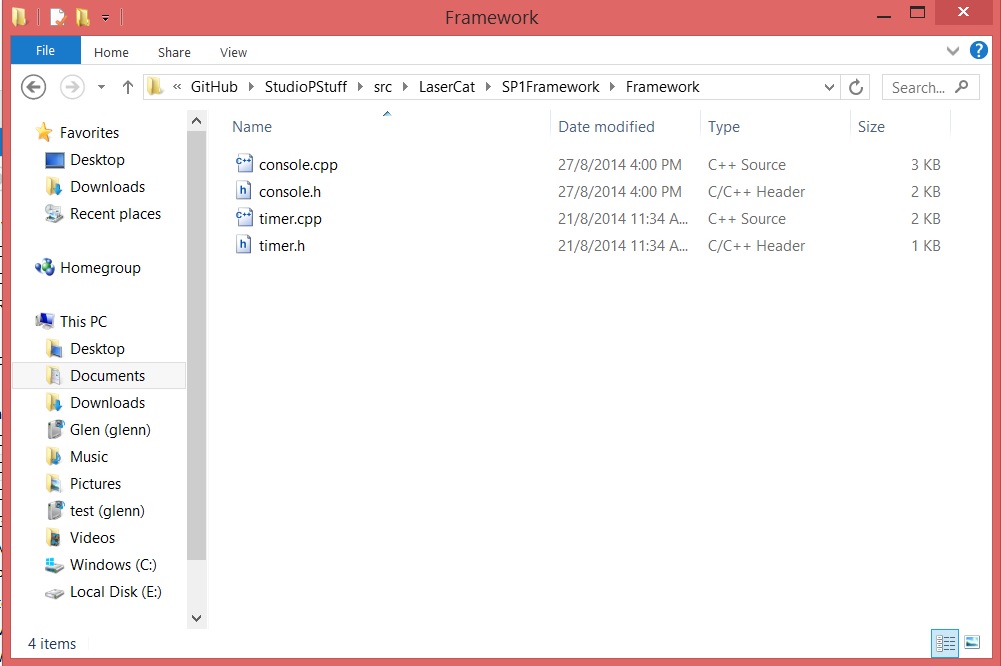 Framework
File Home Share View
« GitHub StudioPStuff src LaserCat SP1Framework Framework Search...
Name Date modified Type Size
console.cpp 27/8/2014 4:00 PM C++ Source 3 KB
console.h 27/8/2014 4:00 PM C/C++ Header 2 KB
timer.cpp 21/8/2014 11:34 A... C++ Source 2 KB
timer.h 21/8/2014 11:34 A... C/C++ Header 1 KB
Favorites
Desktop
Downloads
Recent places
Homegroup
This PC
Desktop
Documents
Downloads
Glen (glenn)
Music
Pictures
test (glenn)
Videos
Windows (C:)
Local Disk (E:)
4 items